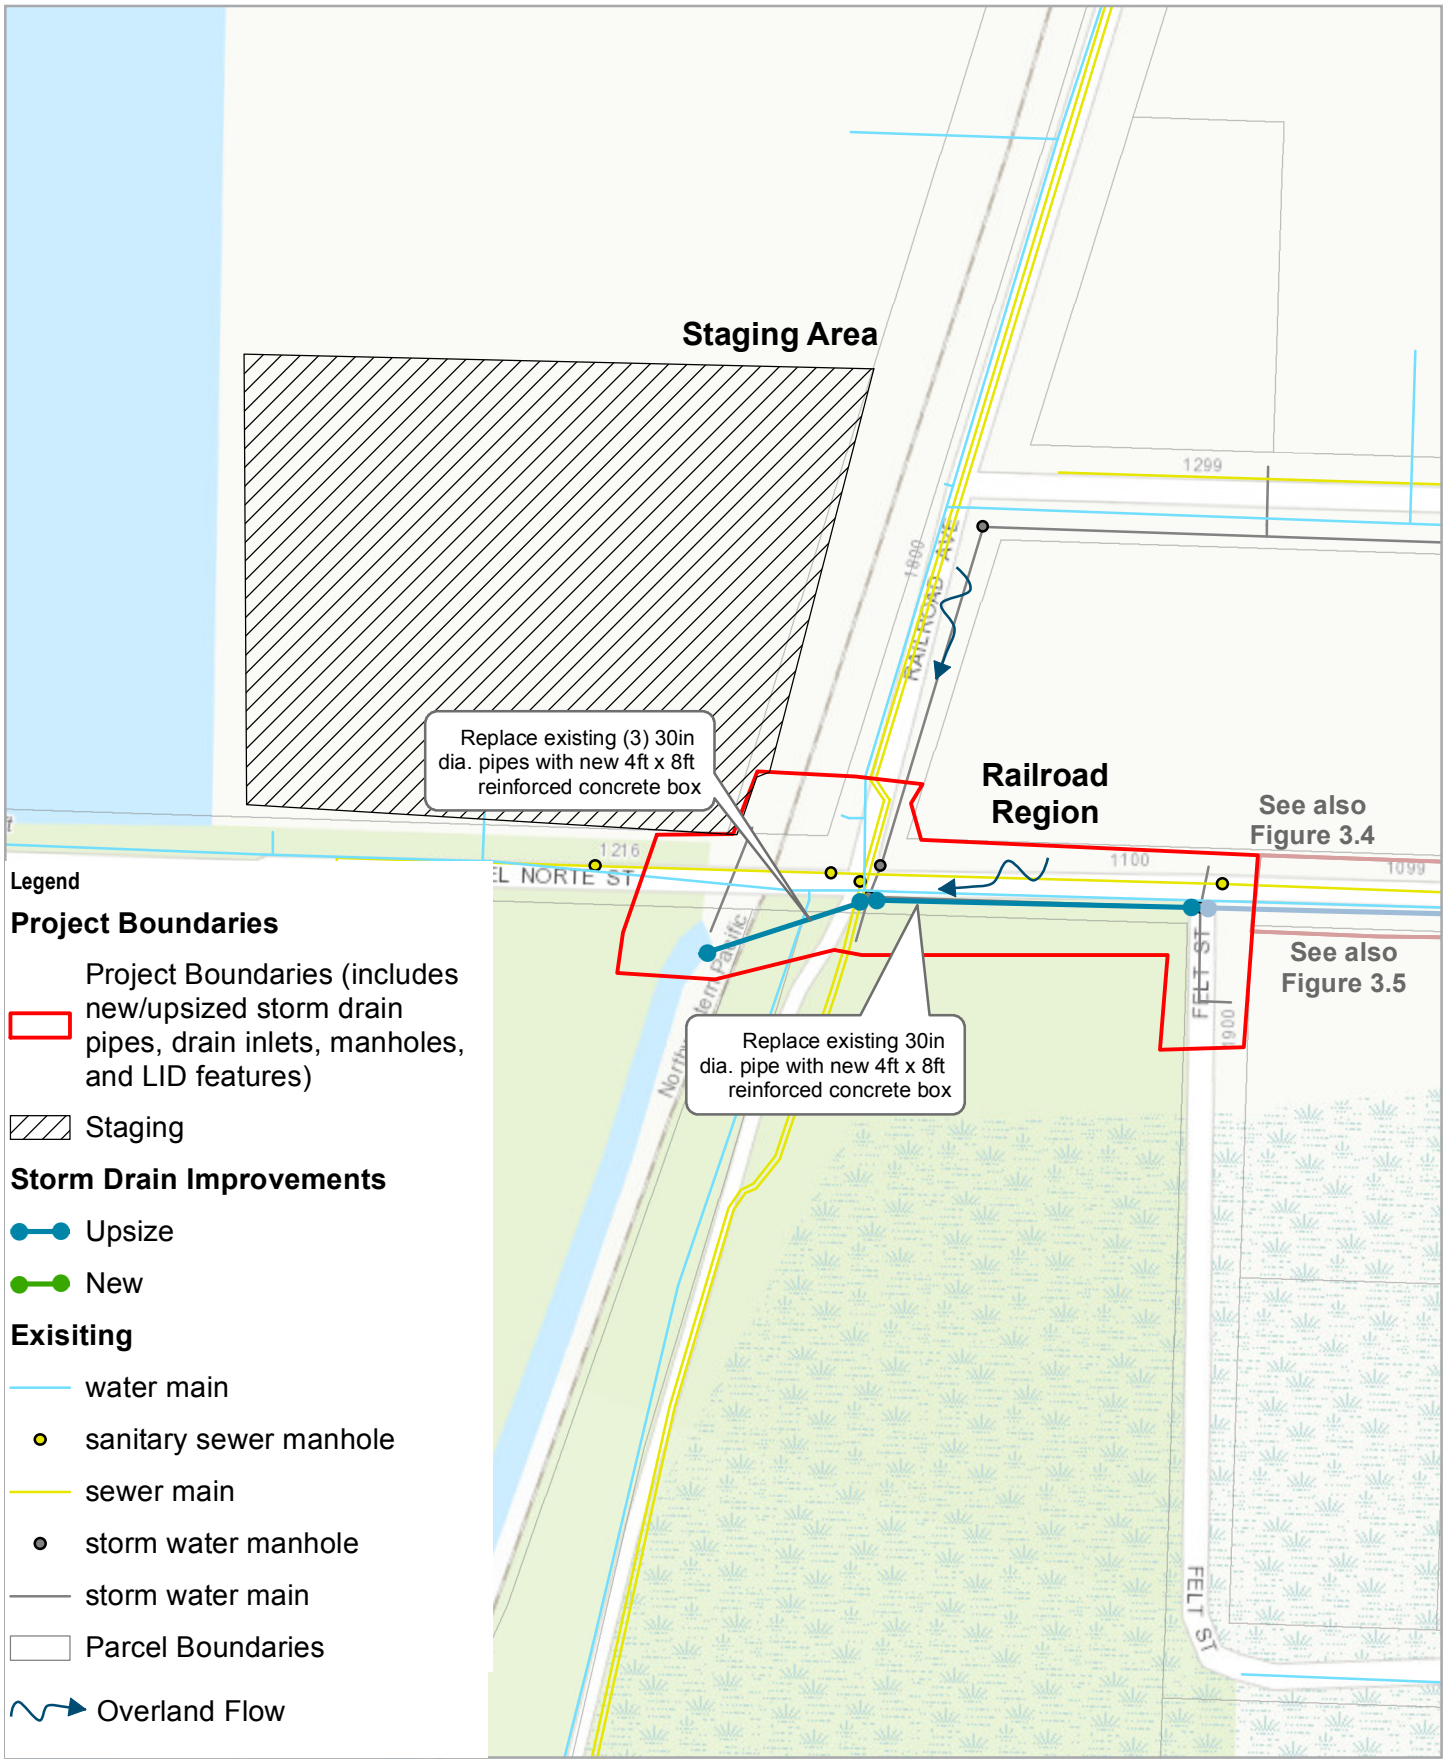 Staging Area
1299
1800
RAILROAD AVE
Replace existing (3) 30in
dia. pipes with new 4ft x 8ft
reinforced concrete box
Railroad
Region
See also
Figure 3.4
1216
1100
1099
EL NORTE ST
See also
Figure 3.5
FELT ST
1900
Replace existing 30in
dia. pipe with new 4ft x 8ft
reinforced concrete box
FELT ST
Legend
Project Boundaries
Project Boundaries (includes
new/upsized storm drain
pipes, drain inlets, manholes,
and LID features)
Staging
Storm Drain Improvements
Upsize
New
Exisiting
water main
sanitary sewer manhole
sewer main
storm water manhole
storm water main
Parcel Boundaries
Overland Flow